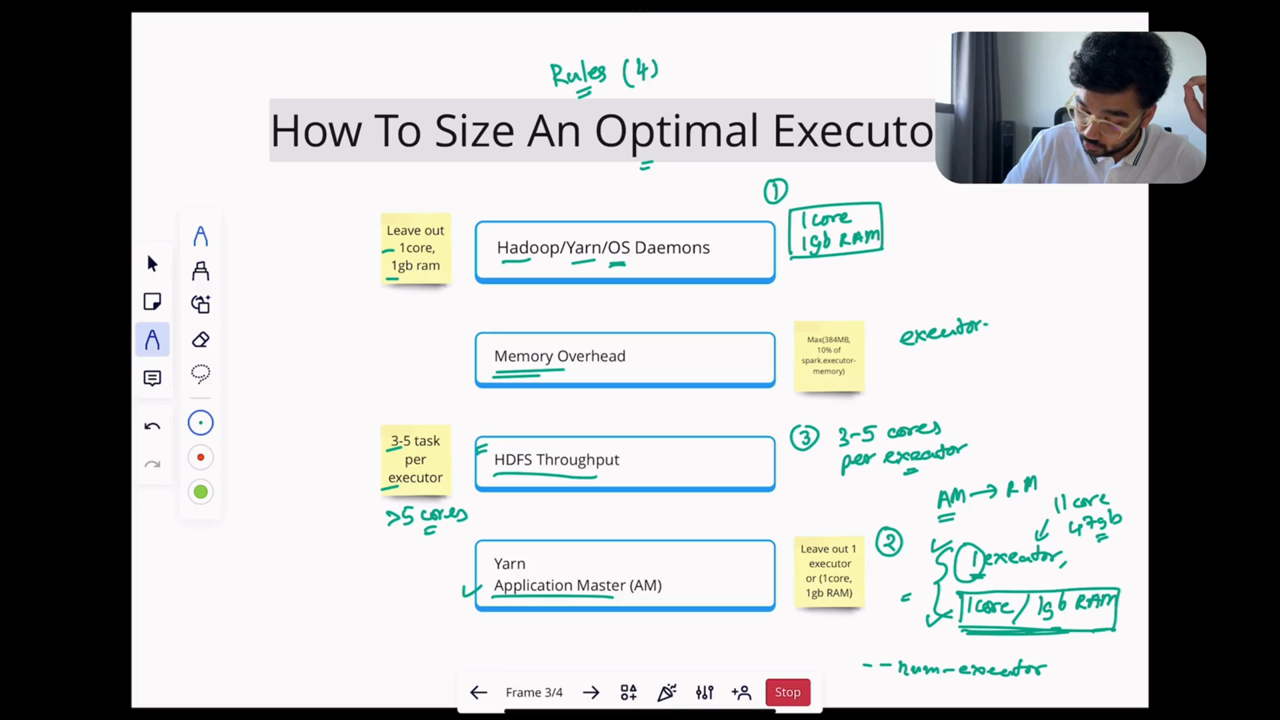 Rules (4)
How To Size An Optimal Executo
①
Leave out
1core,
1gb ram
Hadoop/Yarn/OS Daemons
1core
1gb RAM
Memory Overhead
Max(384MB,
10% of
spark.executor-
memory)
executor-
3-5 task
per
executor
>5 cores
HDFS Throughput
③ 3-5 cores
per executor
AM → RM
11core
47gb
Yarn
Application Master (AM)
Leave out 1
executor
or (1core,
1gb RAM)
②
1 executor,
1core/1gb RAM
--num-executor
Frame 3/4
Stop